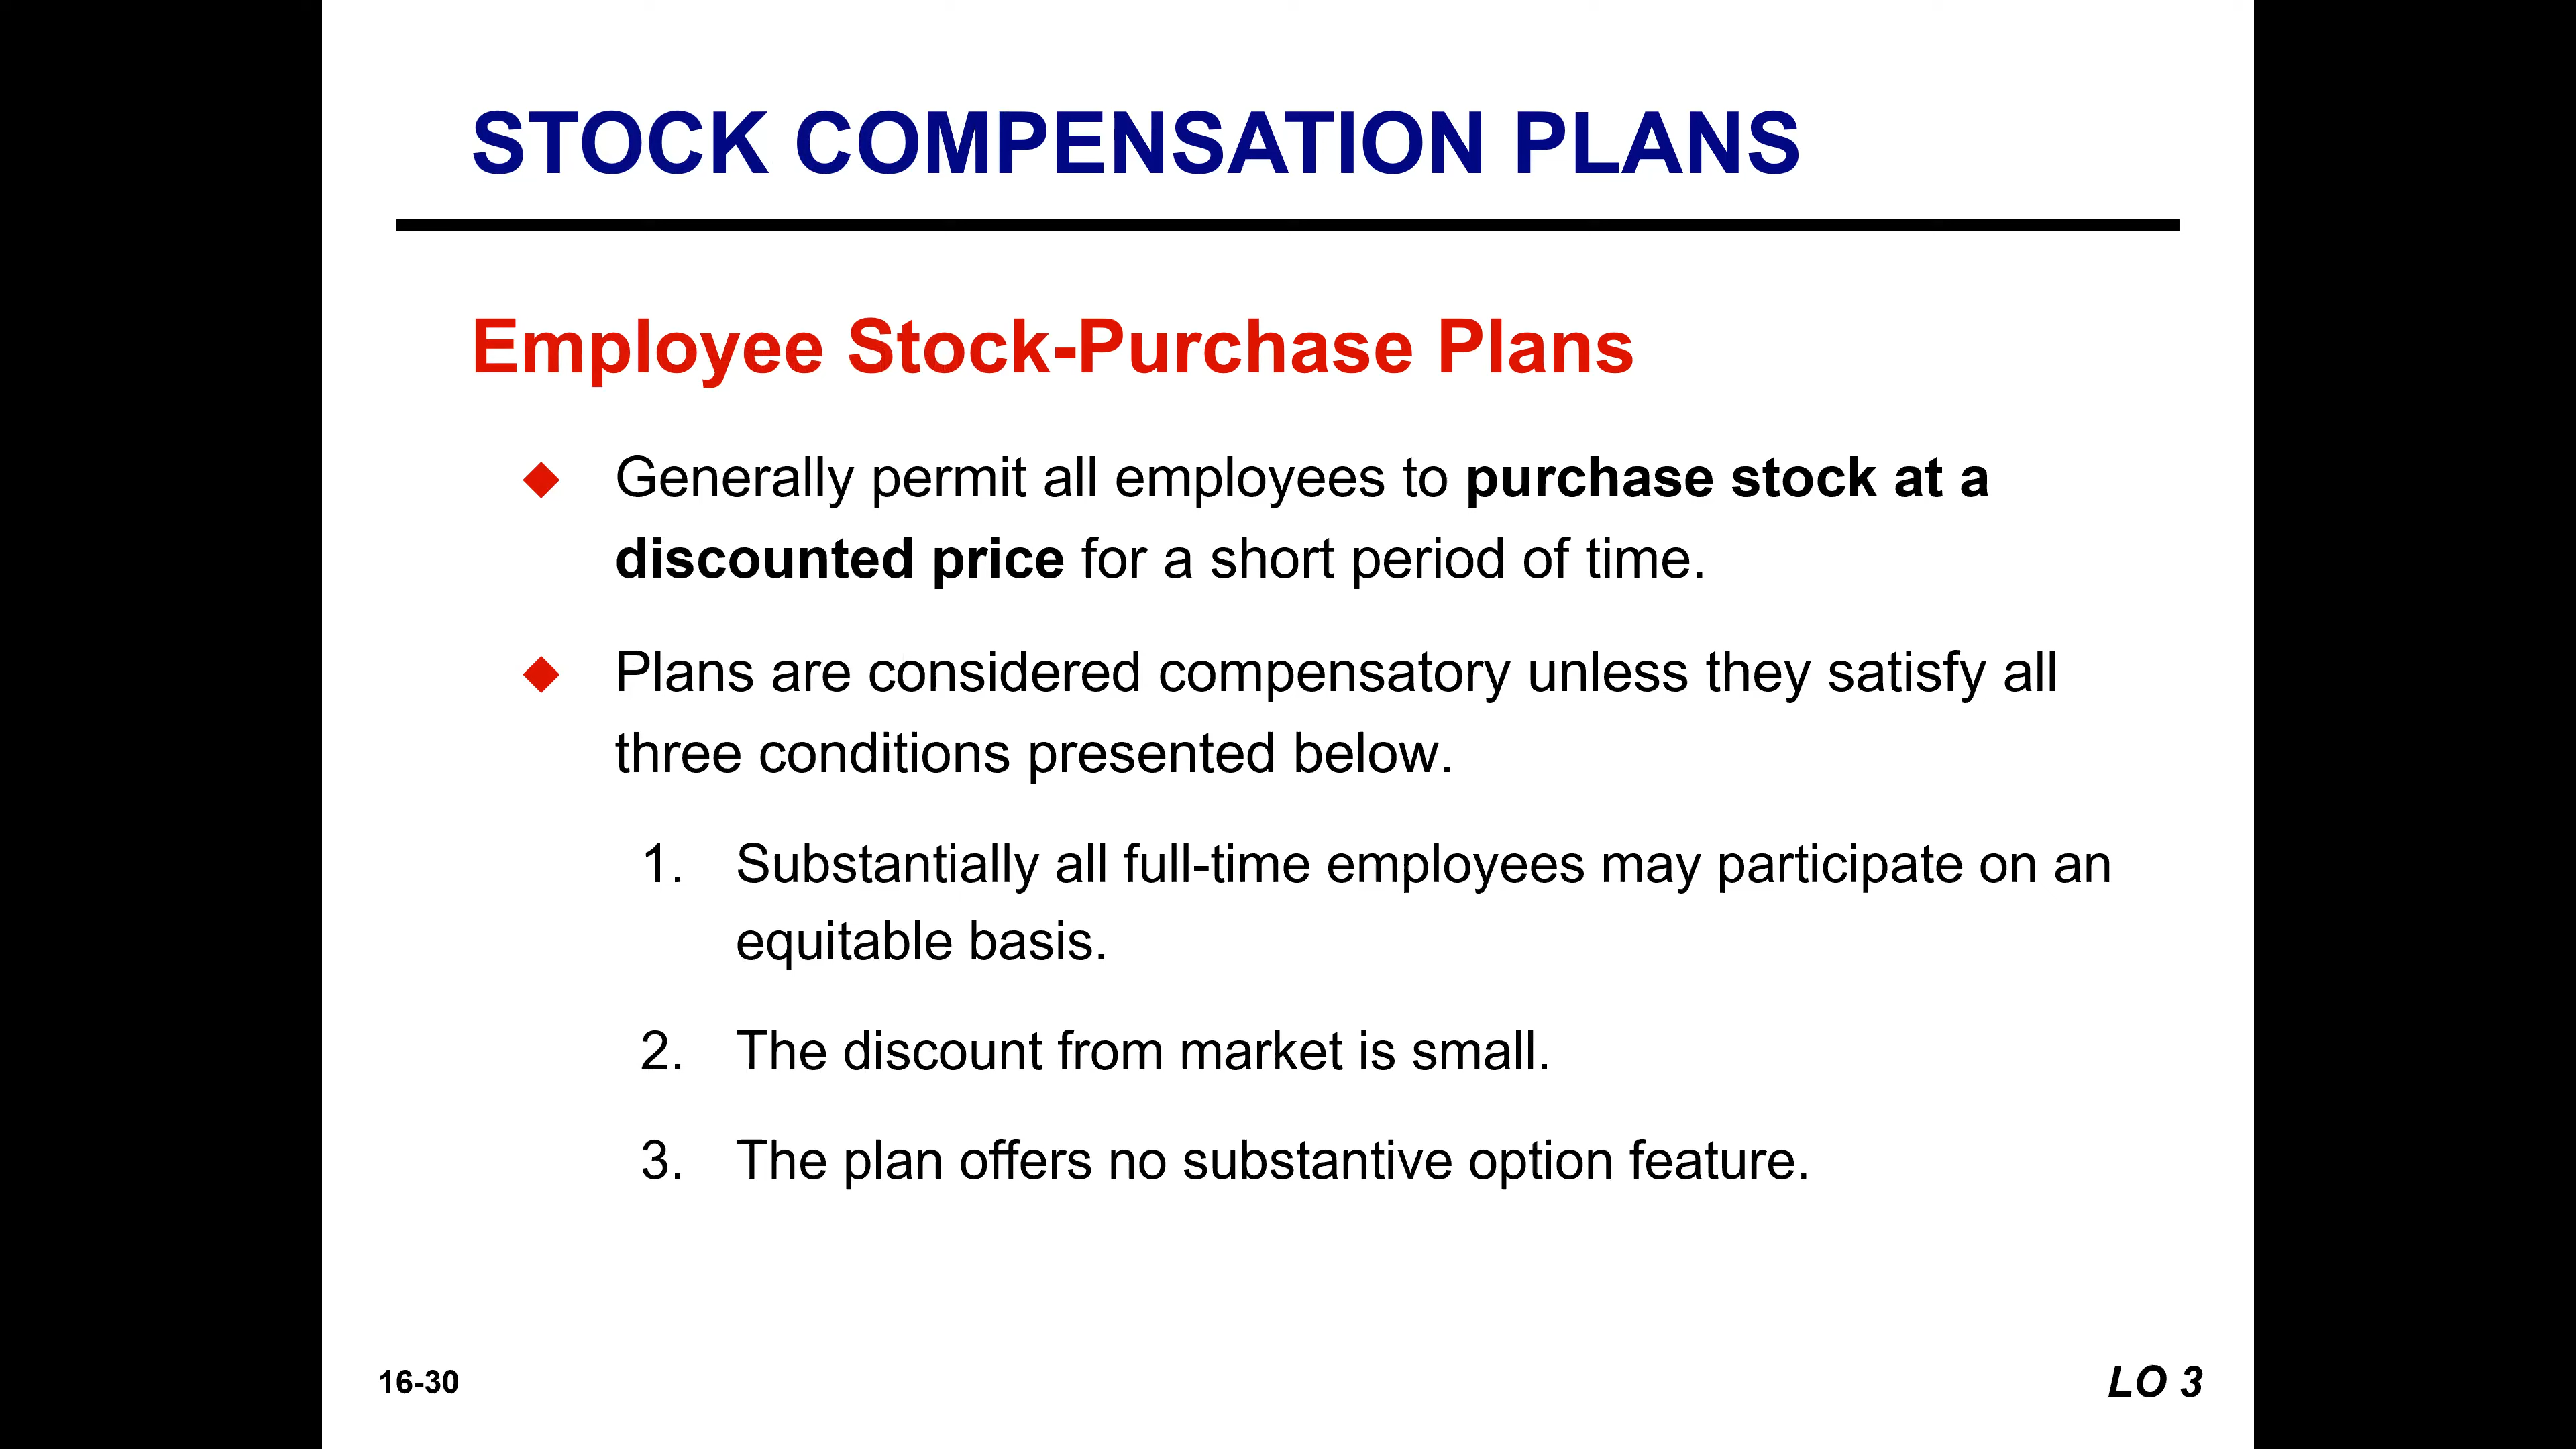 STOCK COMPENSATION PLANS
Employee Stock-Purchase Plans
◆ Generally permit all employees to purchase stock at a
discounted price for a short period of time.
◆ Plans are considered compensatory unless they satisfy all
three conditions presented below.
1. Substantially all full-time employees may participate on an
equitable basis.
2. The discount from market is small.
3. The plan offers no substantive option feature.
16-30
LO 3